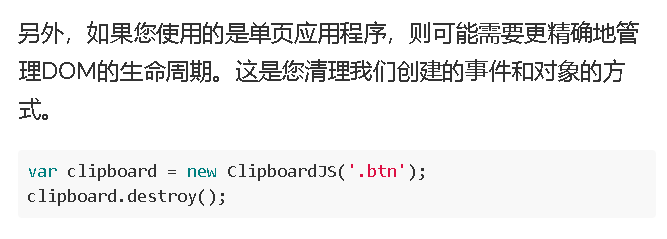 另外，如果您使用的是单页应用程序，则可能需要更精确地管
理DOM的生命周期。这是您清理我们创建的事件和对象的方
式。
var clipboard = new ClipboardJS('.btn');
clipboard.destroy();